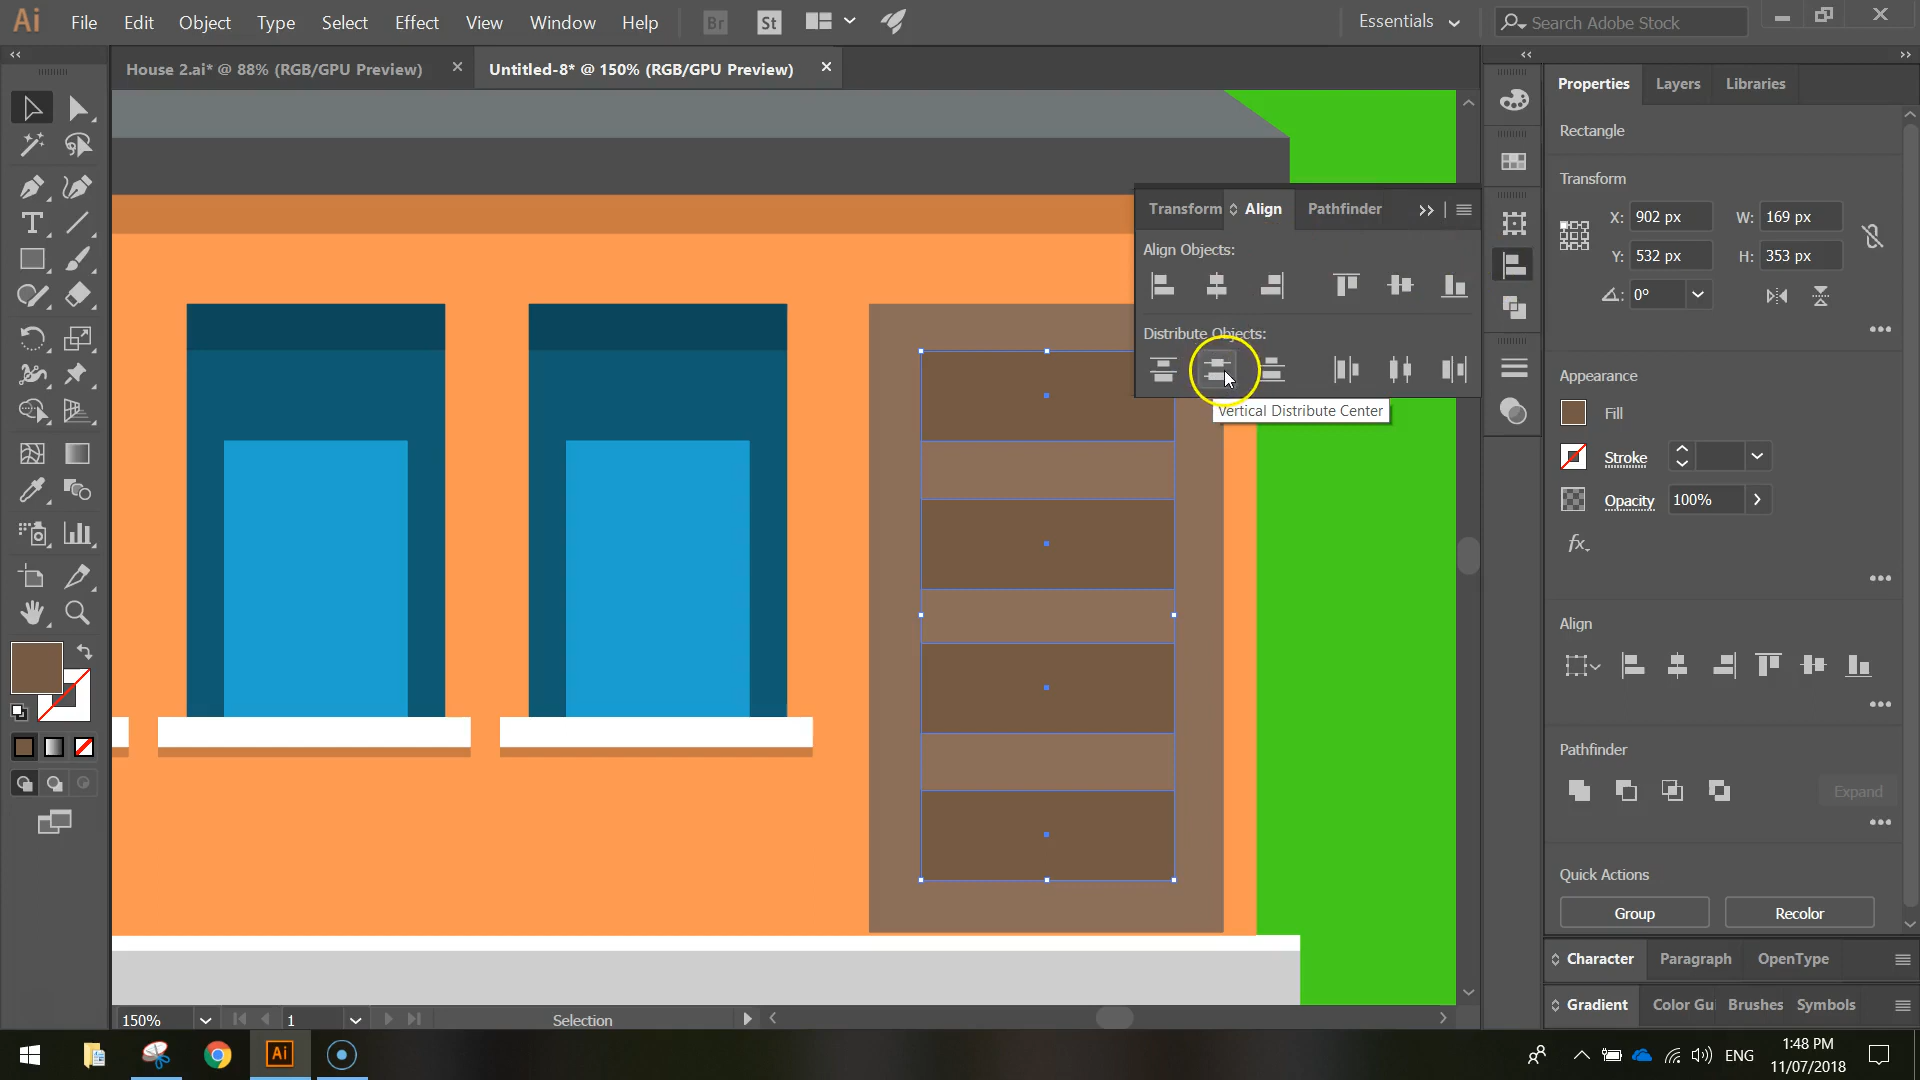 Ai File Edit Object Type Select Effect View Window Help Br St Essentials Search Adobe Stock
House 2.ai* @ 88% (RGB/GPU Preview) Untitled-8* @ 150% (RGB/GPU Preview)
Properties Layers Libraries
Rectangle
Transform
X: 902 px W: 169 px
Y: 532 px H: 353 px
0°
Transform Align Pathfinder
Align Objects:
Distribute Objects:
Vertical Distribute Center
Appearance
Fill
Stroke
Opacity 100%
fx.
Align
Pathfinder
Expand
Quick Actions
Group Recolor
Character Paragraph OpenType
Gradient Color Gui Brushes Symbols
150% 1 Selection
Ai ENG 1:48 PM
11/07/2018